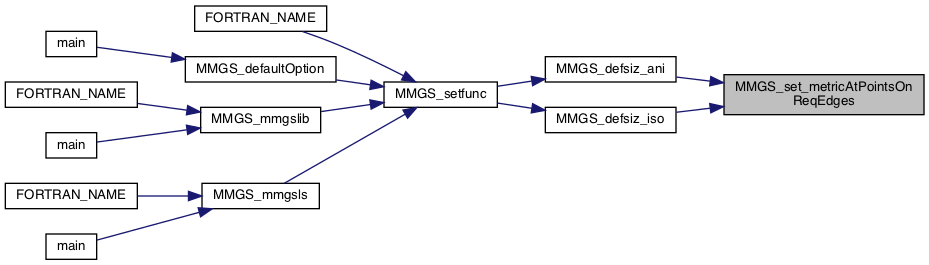 FORTRAN_NAME
main
MMGS_defaultOption
MMGS_defsiz_ani
MMGS_set_metricAtPointsOn
ReqEdges
FORTRAN_NAME
MMGS_setfunc
MMGS_mmgslib
MMGS_defsiz_iso
main
FORTRAN_NAME
MMGS_mmgsls
main